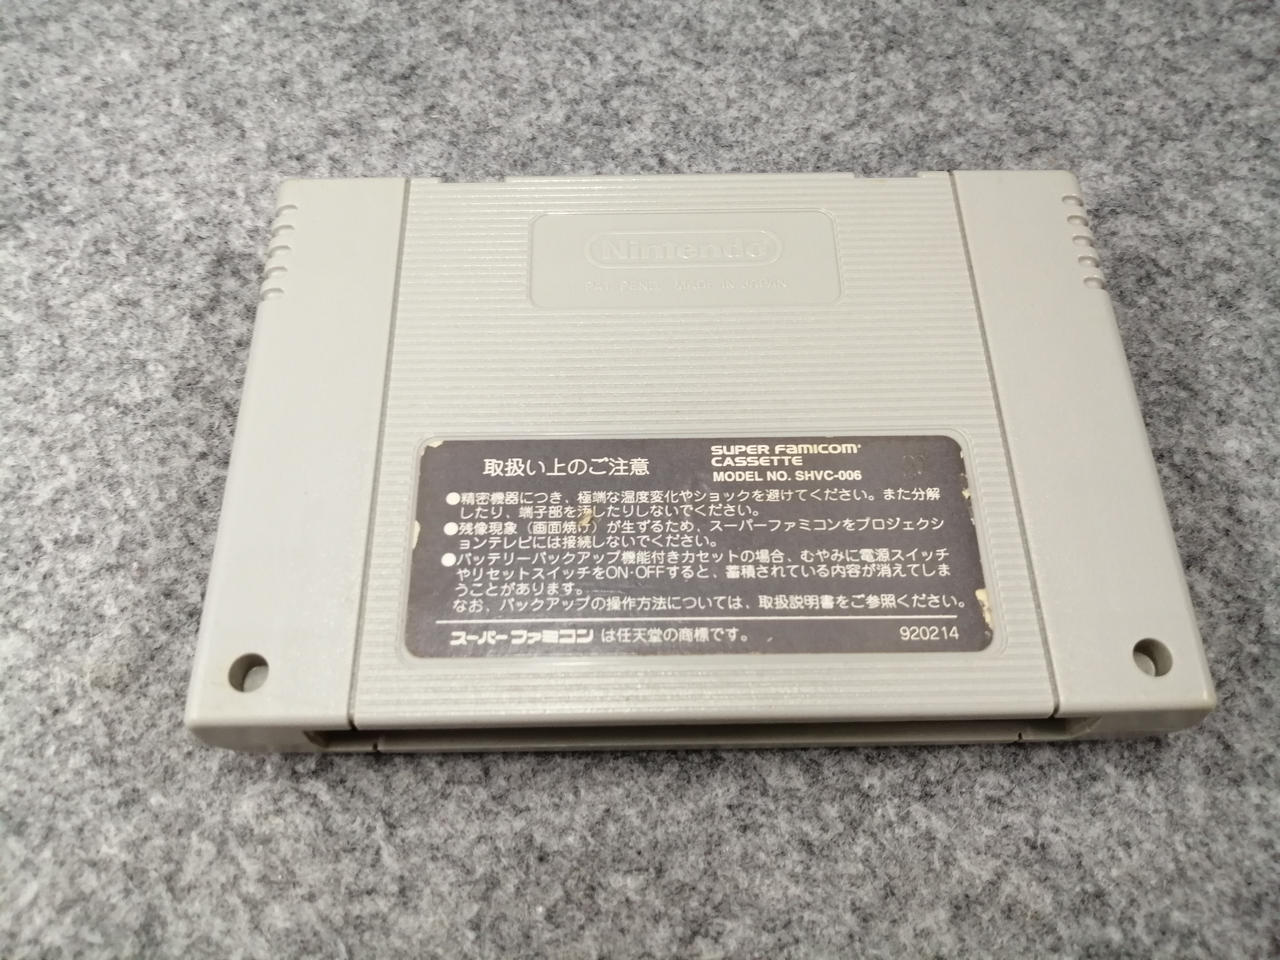 Nintendo
PAT. PEND. MADE IN JAPAN
取扱い上のご注意
SUPER FAMICOM
CASSETTE
MODEL NO. SHVC-006
●精密機器につき、極端な温度変化やショックを避けてください。また分解
したり、端子部を汚したりしないでください。
●残像現象(画面焼け)が生ずるため、スーパーファミコンをプロジェクシ
ョンテレビには接続しないでください。
●バッテリーバックアップ機能付きカセットの場合、むやみに電源スイッチ
やリセットスイッチをON・OFFすると、蓄積されている内容が消えてしま
うことがあります。
なお、バックアップの操作方法については、取扱説明書をご参照ください。
スーパーファミコン は任天堂の商標です。
920214